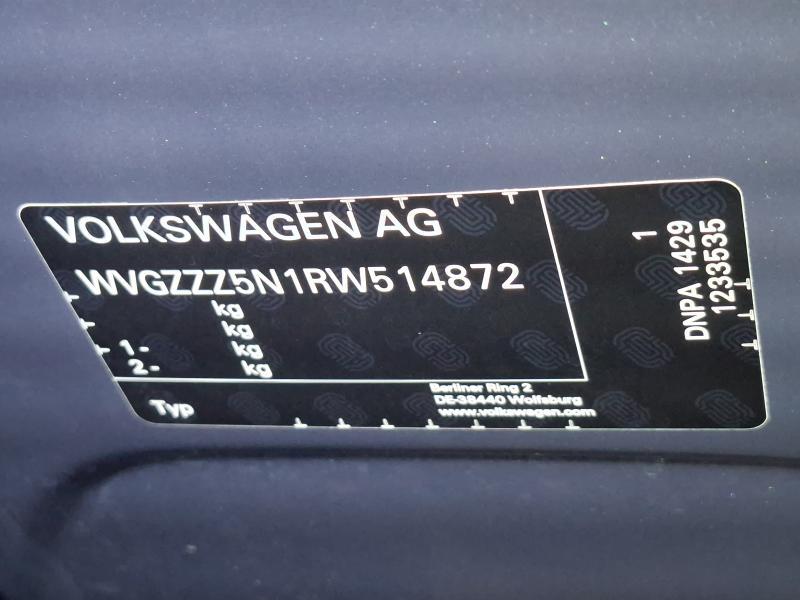 VOLKSWAGEN AG
WVGZZZ5N1RW514872
kg
kg
1- kg
2- kg
Typ
Berliner Ring 2
DE-38440 Wolfsburg
www.volkswagen.com
1
DNPA 1429
1233535